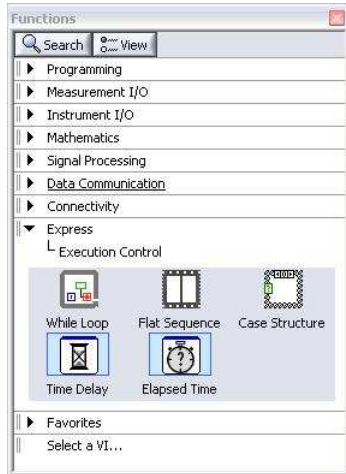 Functions
Search View
Programming
Measurement I/O
Instrument I/O
Mathematics
Signal Processing
Data Communication
Connectivity
Express
Execution Control
While Loop Flat Sequence Case Structure
Time Delay Elapsed Time
Favorites
Select a VI...